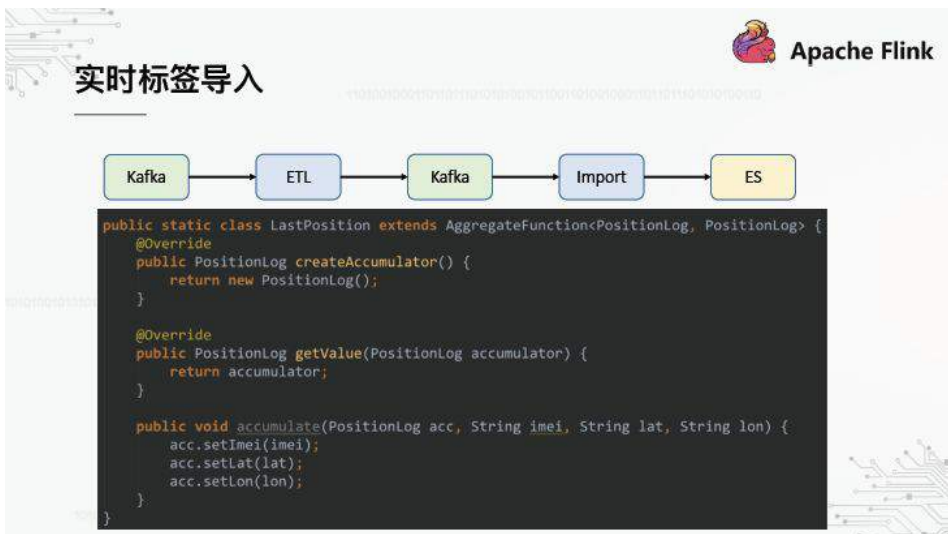 Apache Flink
实时标签导入
Kafka
ETL
Kafka
Import
ES
public static class LastPosition extends AggregateFunction<PositionLog, PositionLog> {
    @Override
    public PositionLog createAccumulator() {
        return new PositionLog();
    }

    @Override
    public PositionLog getValue(PositionLog accumulator) {
        return accumulator;
    }

    public void accumulate(PositionLog acc, String imei, String lat, String lon) {
        acc.setImei(imei);
        acc.setLat(lat);
        acc.setLon(lon);
    }
}